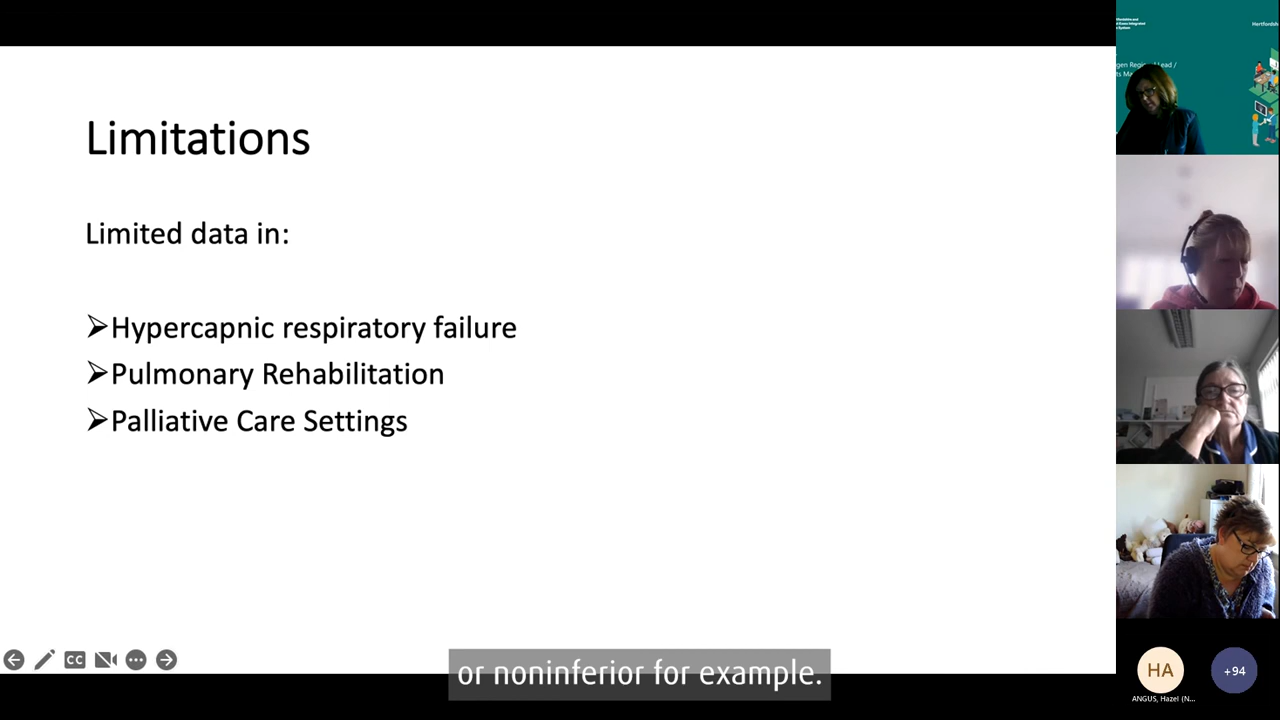 Limitations
Limited data in:
➢Hypercapnic respiratory failure
➢Pulmonary Rehabilitation
➢Palliative Care Settings
CC
or noninferior for example.
HA
+94
ANGUS, Hazel (N...